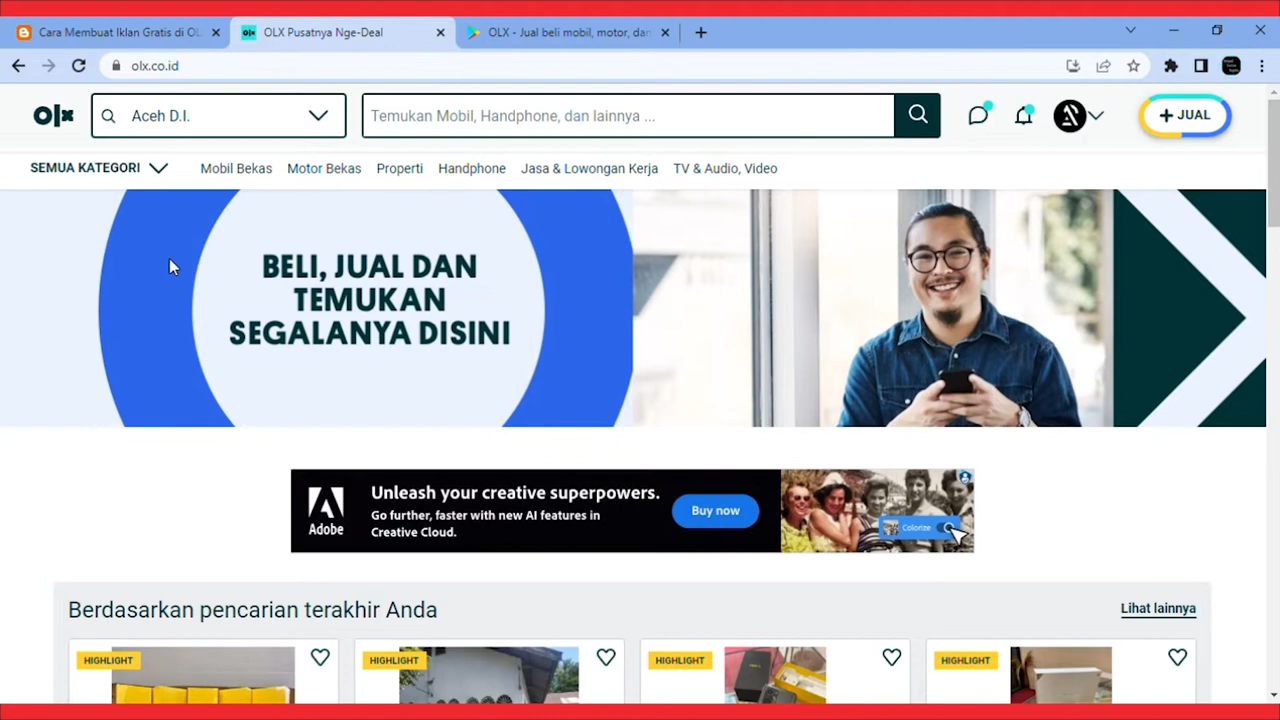 Cara Membuat Iklan Gratis di OL
OLX Pusatnya Nge-Deal
OLX - Jual beli mobil, motor, dan
olx.co.id
olx
Aceh D.I.
Temukan Mobil, Handphone, dan lainnya ...
+ JUAL
SEMUA KATEGORI
Mobil Bekas
Motor Bekas
Properti
Handphone
Jasa & Lowongan Kerja
TV & Audio, Video
BELI, JUAL DAN
TEMUKAN
SEGALANYA DISINI
Adobe
Unleash your creative superpowers.
Go further, faster with new AI features in
Creative Cloud.
Buy now
Colorize
Berdasarkan pencarian terakhir Anda
Lihat lainnya
HIGHLIGHT
HIGHLIGHT
HIGHLIGHT
HIGHLIGHT